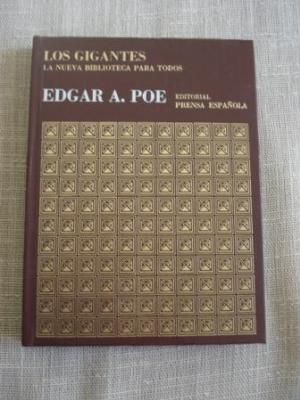 LOS GIGANTES
LA NUEVA BIBLIOTECA PARA TODOS
EDGAR A. POE
EDITORIAL
PRENSA ESPAÑOLA